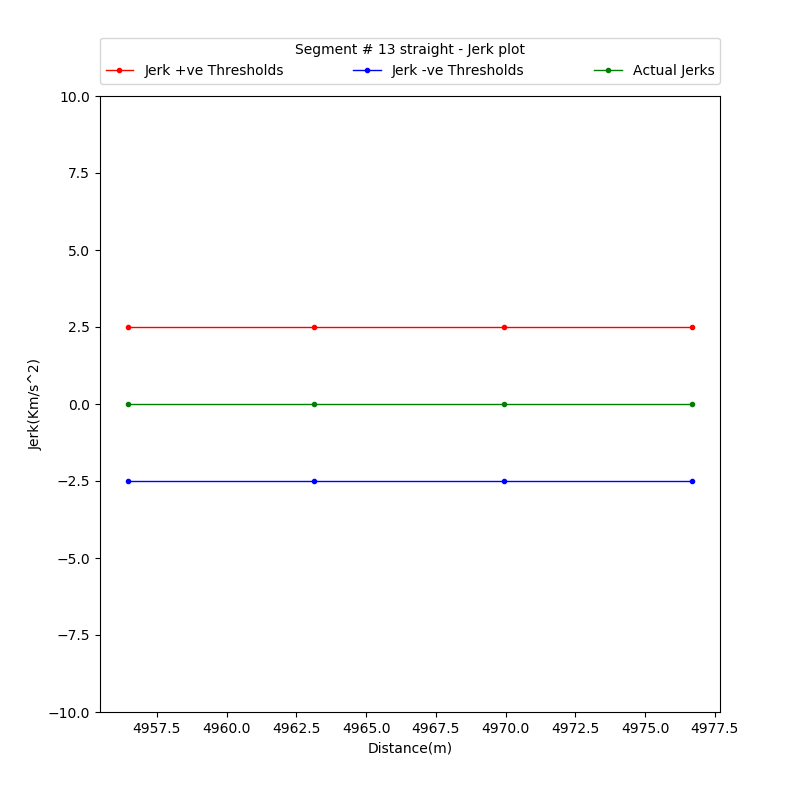 Segment # 13 straight - Jerk plot
Jerk +ve Thresholds Jerk -ve Thresholds Actual Jerks
10.0
7.5
5.0
2.5
0.0
−2.5
−5.0
−7.5
−10.0
Jerk(Km/s^2)
4957.5 4960.0 4962.5 4965.0 4967.5 4970.0 4972.5 4975.0 4977.5
Distance(m)